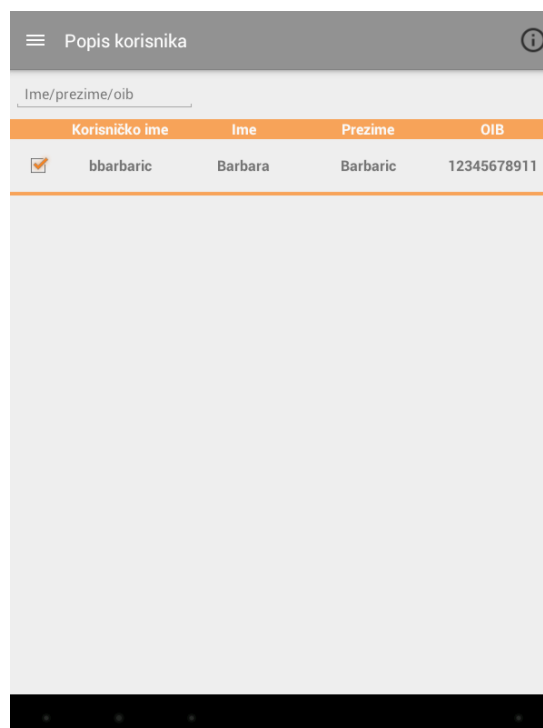 Popis korisnika
Ime/prezime/oib
Korisničko ime Ime Prezime OIB
bbarbaric Barbara Barbaric 12345678911